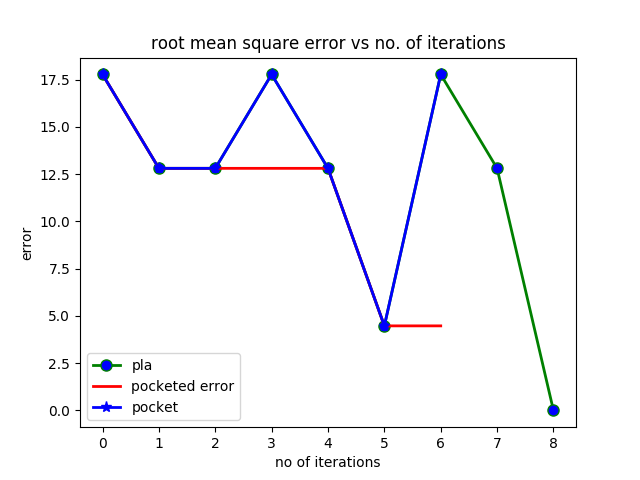 root mean square error vs no. of iterations
17.5
15.0
12.5
10.0
7.5
5.0
2.5
0.0
error
pla
pocketed error
pocket
0 1 2 3 4 5 6 7 8
no of iterations